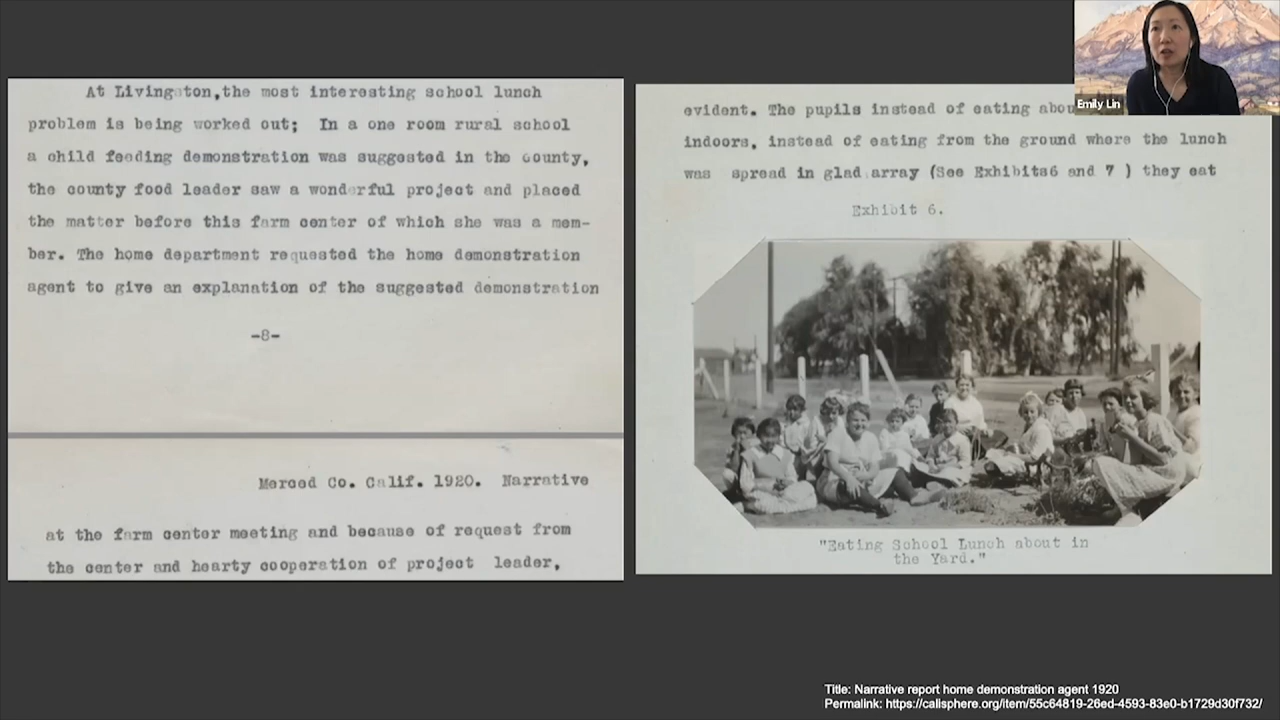 At Livingston,the most interesting school lunch
problem is being worked out; In a one room rural school
a child feeding demonstration was suggested in the county,
the county food leader saw a wonderful project and placed
the matter before this farm center of which she was a mem-
ber. The home department requested the home demonstration
agent to give an explanation of the suggested demonstration
-8-
Merced Co. Calif. 1920. Narrative
at the farm center meeting and because of request from
the center and hearty cooperation of project leader,
evident. The pupils instead of eating abou
indoors, instead of eating from the ground where the lunch
was spread in glad array (See Exhibits6 and 7 ) they eat
Exhibit 6.
"Eating School Lunch about in
the Yard."
Emily Lin
Title: Narrative report home demonstration agent 1920
Permalink: https://calisphere.org/item/55c64819-26ed-4593-83e0-b1729d30f732/